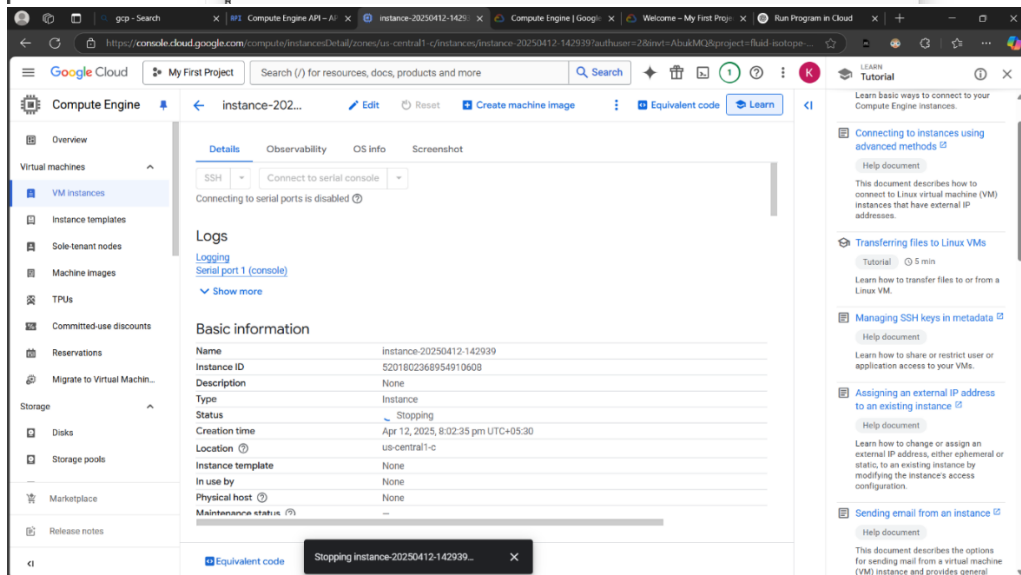 gcp - Search
Compute Engine API – AF
instance-20250412-1429
Compute Engine | Google
Welcome – My First Proje
Run Program in Cloud
https://console.cloud.google.com/compute/instancesDetail/zones/us-central1-c/instances/instance-20250412-142939?authuser=2&invt=AbukMQ&project=fluid-isotope-...
Google Cloud
My First Project
Search (/) for resources, docs, products and more
Search
1
K
LEARN
Tutorial
Compute Engine
instance-202...
Edit
Reset
Create machine image
Equivalent code
Learn
Overview
Virtual machines
VM instances
Instance templates
Sole-tenant nodes
Machine images
TPUs
Committed-use discounts
Reservations
Migrate to Virtual Machin...
Storage
Disks
Storage pools
Marketplace
Release notes
Details Observability OS info Screenshot
SSH Connect to serial console
Connecting to serial ports is disabled
Logs
Logging
Serial port 1 (console)
Show more
Basic information
Name instance-20250412-142939
Instance ID 5201802368954910608
Description None
Type Instance
Status Stopping
Creation time Apr 12, 2025, 8:02:35 pm UTC+05:30
Location us-central1-c
Instance template None
In use by None
Physical host None
Maintenance status —
Equivalent code
Stopping instance-20250412-142939...
Learn basic ways to connect to your
Compute Engine instances.
Connecting to instances using
advanced methods
Help document
This document describes how to
connect to Linux virtual machine (VM)
instances that have external IP
addresses.
Transferring files to Linux VMs
Tutorial 5 min
Learn how to transfer files to or from a
Linux VM.
Managing SSH keys in metadata
Help document
Learn how to share or restrict user or
application access to your VMs.
Assigning an external IP address
to an existing instance
Help document
Learn how to change or assign an
external IP address, either ephemeral or
static, to an existing instance by
modifying the instance's access
configuration.
Sending email from an instance
Help document
This document describes the options
for sending mail from a virtual machine
(VM) instance and provides general